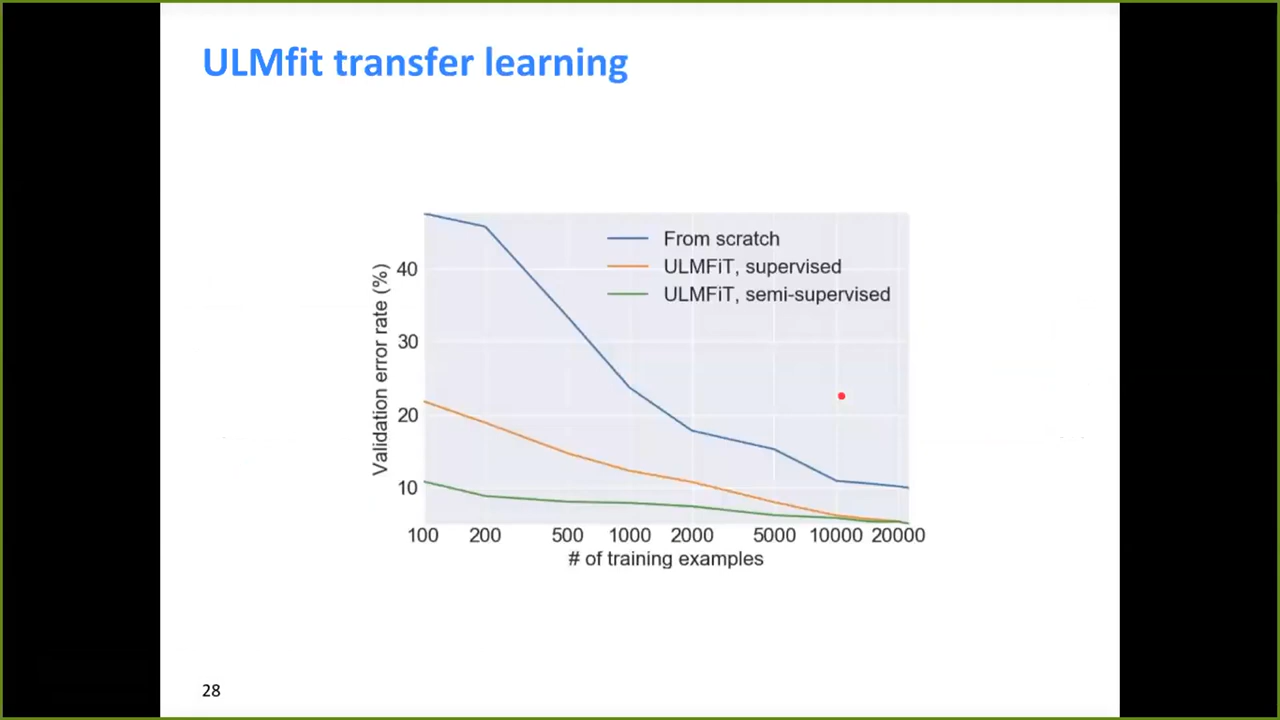 ULMfit transfer learning
From scratch
ULMFiT, supervised
ULMFiT, semi-supervised
Validation error rate (%)
40
30
20
10
100 200 500 1000 2000 5000 10000 20000
# of training examples
28